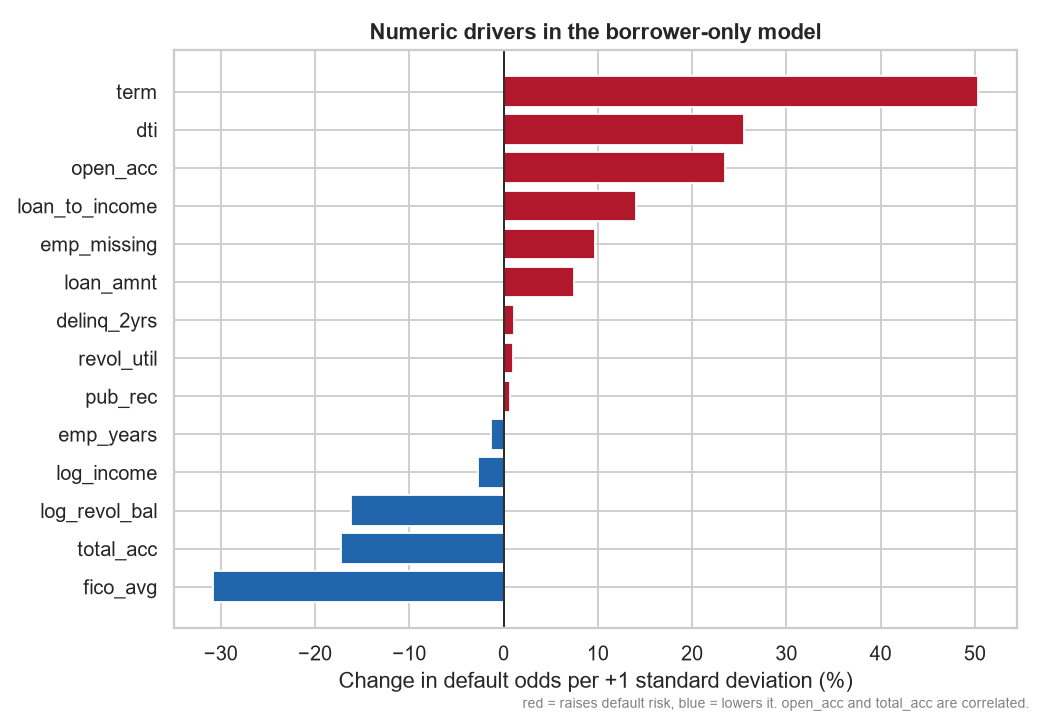 Numeric drivers in the borrower-only model
term
dti
open_acc
loan_to_income
emp_missing
loan_amnt
delinq_2yrs
revol_util
pub_rec
emp_years
log_income
log_revol_bal
total_acc
fico_avg
−30 −20 −10 0 10 20 30 40 50
Change in default odds per +1 standard deviation (%)
red = raises default risk, blue = lowers it. open_acc and total_acc are correlated.